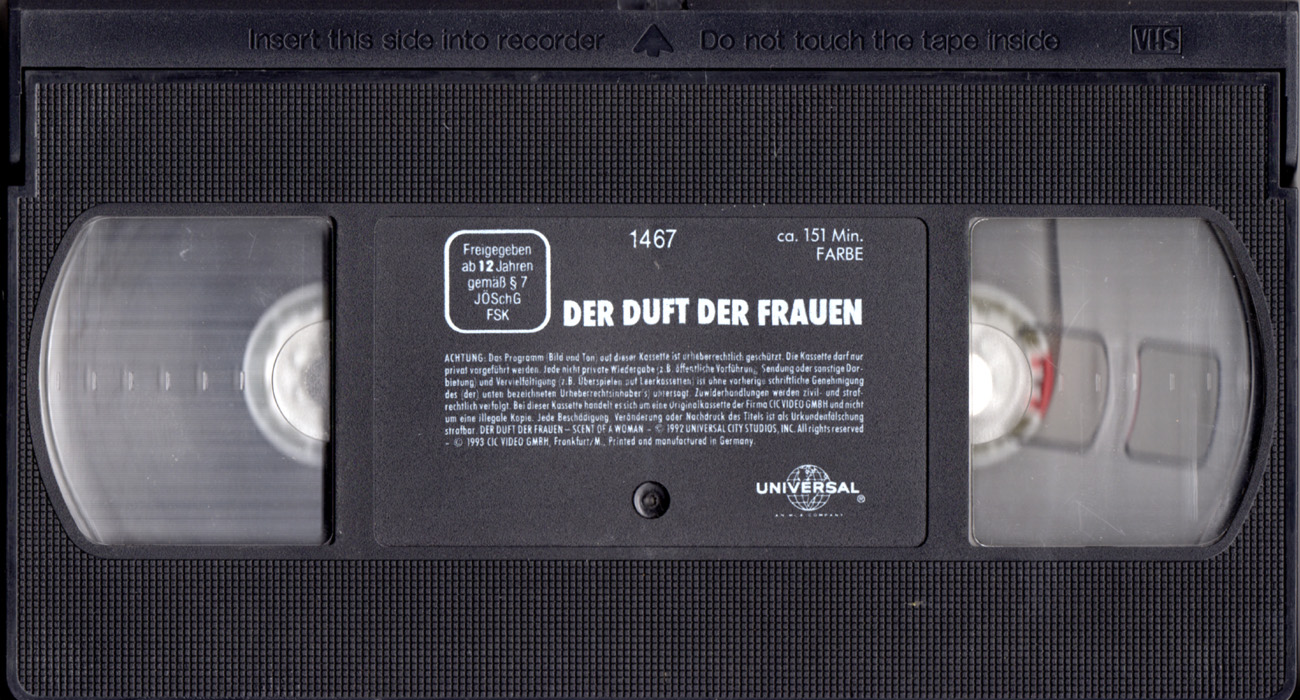 Insert this side into recorder Do not touch the tape inside VHS
Freigegeben
ab 12 Jahren
gemäß § 7
JÖSchG
FSK
1467
ca. 151 Min.
FARBE
DER DUFT DER FRAUEN
ACHTUNG: Das Programm (Bild und Ton) auf dieser Kassette ist urheberrechtlich geschützt. Die Kassette darf nur
privat vorgeführt werden. Jede nicht private Wiedergabe (z.B. öffentliche Vorführung, Sendung oder sonstige Dar-
bietung) und Vervielfältigung (z.B. Überspielen auf Leerkassetten) ist ohne vorherige schriftliche Genehmigung
des (der) unten bezeichneten Urheberrechtsinhaber's untersagt. Zuwiderhandlungen werden zivil- und straf-
rechtlich verfolgt. Bei dieser Kassette handelt es sich um eine Originalkassette der Firma CIC VIDEO GMBH und nicht
um eine illegale Kopie. Jede Beschädigung, Veränderung oder Nachdruck des Titels ist als Urkundenfälschung
strafbar. DER DUFT DER FRAUEN – SCENT OF A WOMAN – © 1992 UNIVERSAL CITY STUDIOS, INC. All rights reserved
– © 1993 CIC VIDEO GMBH, Frankfurt/M., Printed and manufactured in Germany.
UNIVERSAL®
AN MCA COMPANY